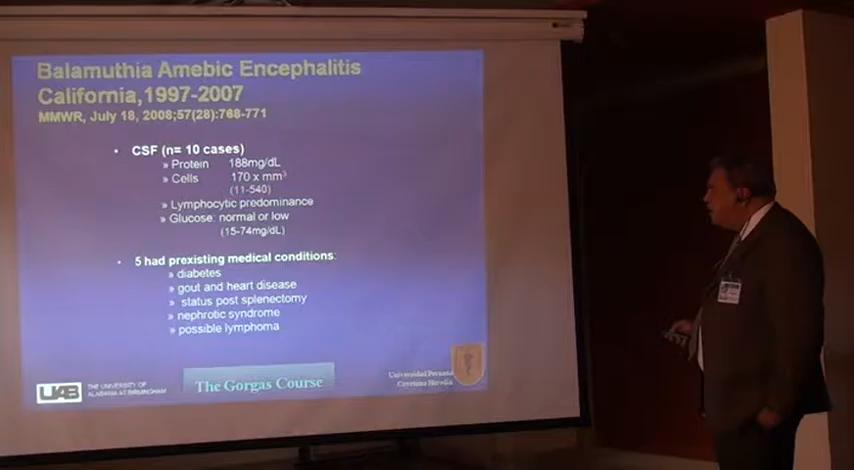 Balamuthia Amebic Encephalitis
California,1997-2007
MMWR, July 18, 2008;57(28):768-771
• CSF (n= 10 cases)
» Protein 188mg/dL
» Cells 170 x mm³
(11-540)
» Lymphocytic predominance
» Glucose: normal or low
(15-74mg/dL)
• 5 had prexisting medical conditions:
» diabetes
» gout and heart disease
» status post splenectomy
» nephrotic syndrome
» possible lymphoma
UAB
THE UNIVERSITY OF
ALABAMA AT BIRMINGHAM
The Gorgas Course
Universidad Peruana
Cayetano Heredia